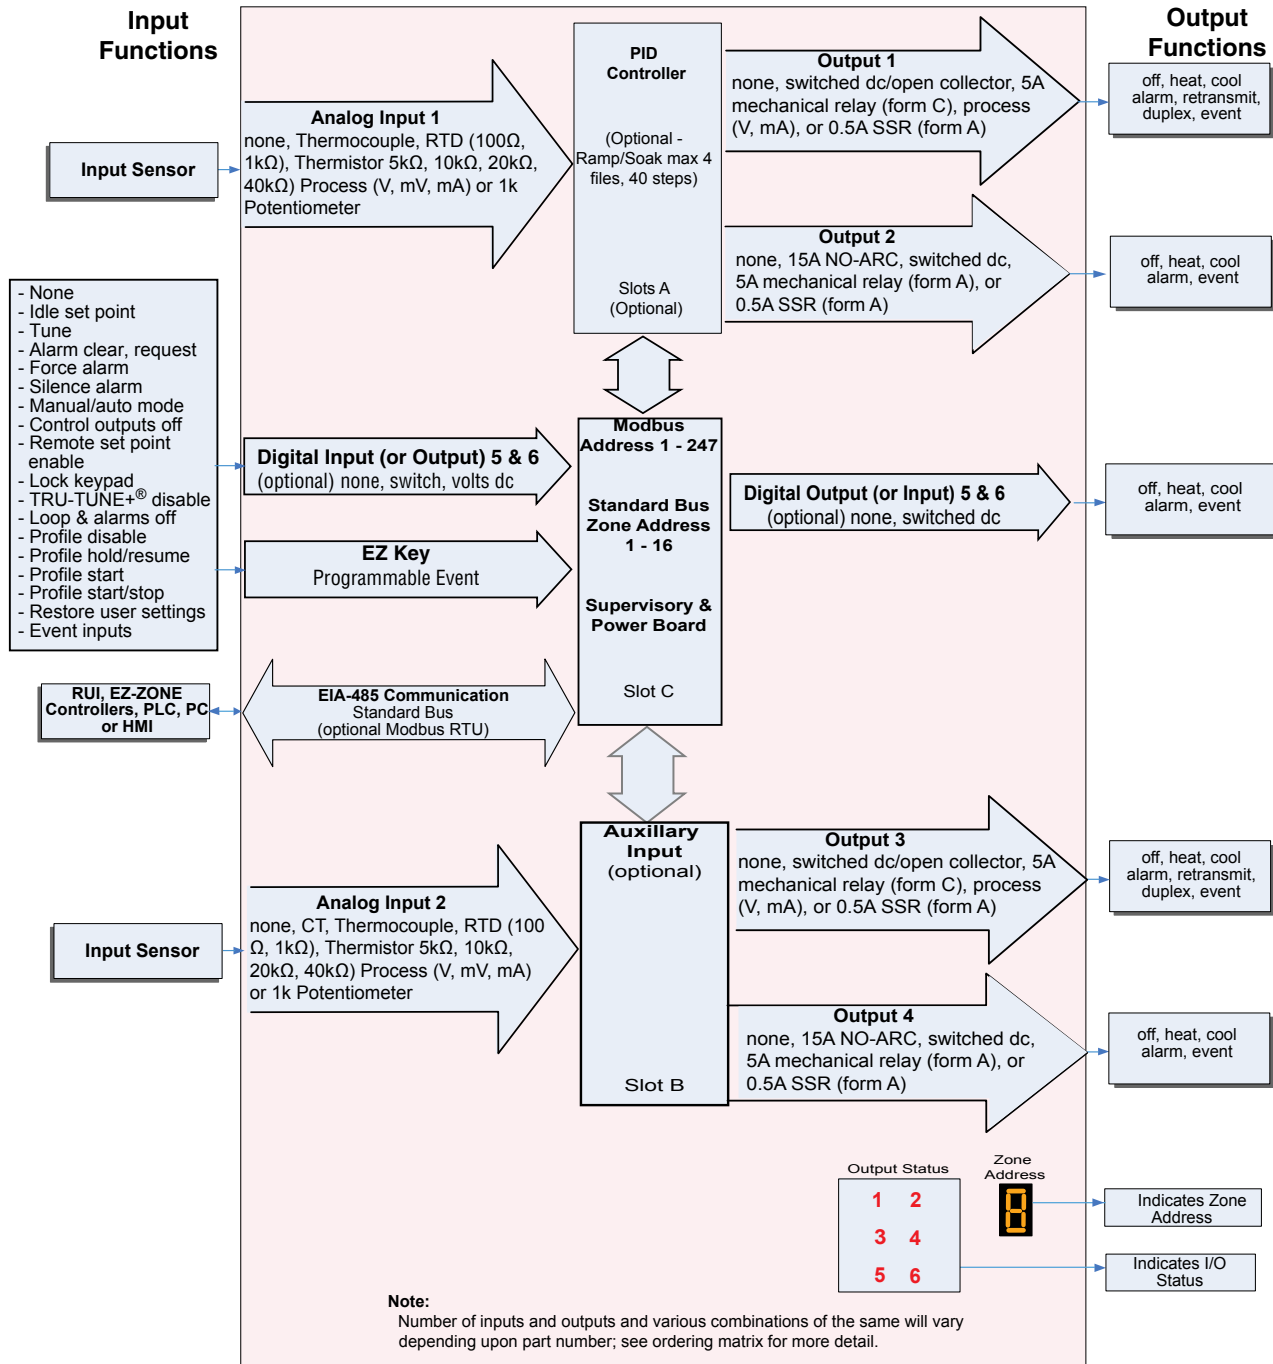 Input
Functions
Output
Functions
PID
Controller
(Optional -
Ramp/Soak max 4
files, 40 steps)
Slots A
(Optional)
Input Sensor
Analog Input 1
none, Thermocouple, RTD (100Ω,
1kΩ), Thermistor 5kΩ, 10kΩ, 20kΩ,
40kΩ) Process (V, mV, mA) or 1k
Potentiometer
Output 1
none, switched dc/open collector, 5A
mechanical relay (form C), process
(V, mA), or 0.5A SSR (form A)
off, heat, cool
alarm, retransmit,
duplex, event
Output 2
none, 15A NO-ARC, switched dc,
5A mechanical relay (form A), or
0.5A SSR (form A)
off, heat, cool
alarm, event
- None
- Idle set point
- Tune
- Alarm clear, request
- Force alarm
- Silence alarm
- Manual/auto mode
- Control outputs off
- Remote set point
enable
- Lock keypad
- TRU-TUNE+® disable
- Loop & alarms off
- Profile disable
- Profile hold/resume
- Profile start
- Profile start/stop
- Restore user settings
- Event inputs
Digital Input (or Output) 5 & 6
(optional) none, switch, volts dc
EZ Key
Programmable Event
Modbus
Address 1 - 247
Standard Bus
Zone Address
1 - 16
Supervisory &
Power Board
Slot C
Digital Output (or Input) 5 & 6
(optional) none, switched dc
off, heat, cool
alarm, event
RUI, EZ-ZONE
Controllers, PLC, PC
or HMI
EIA-485 Communication
Standard Bus
(optional Modbus RTU)
Auxillary
Input
(optional)
Slot B
Input Sensor
Analog Input 2
none, CT, Thermocouple, RTD (100
Ω, 1kΩ), Thermistor 5kΩ, 10kΩ,
20kΩ, 40kΩ) Process (V, mV, mA)
or 1k Potentiometer
Output 3
none, switched dc/open collector, 5A
mechanical relay (form C), process
(V, mA), or 0.5A SSR (form A)
off, heat, cool
alarm, retransmit,
duplex, event
Output 4
none, 15A NO-ARC, switched dc,
5A mechanical relay (form A), or
0.5A SSR (form A)
off, heat, cool
alarm, event
Output Status
1 2
3 4
5 6
Zone
Address
8
Indicates Zone
Address
Indicates I/O
Status
Note:
Number of inputs and outputs and various combinations of the same will vary
depending upon part number; see ordering matrix for more detail.